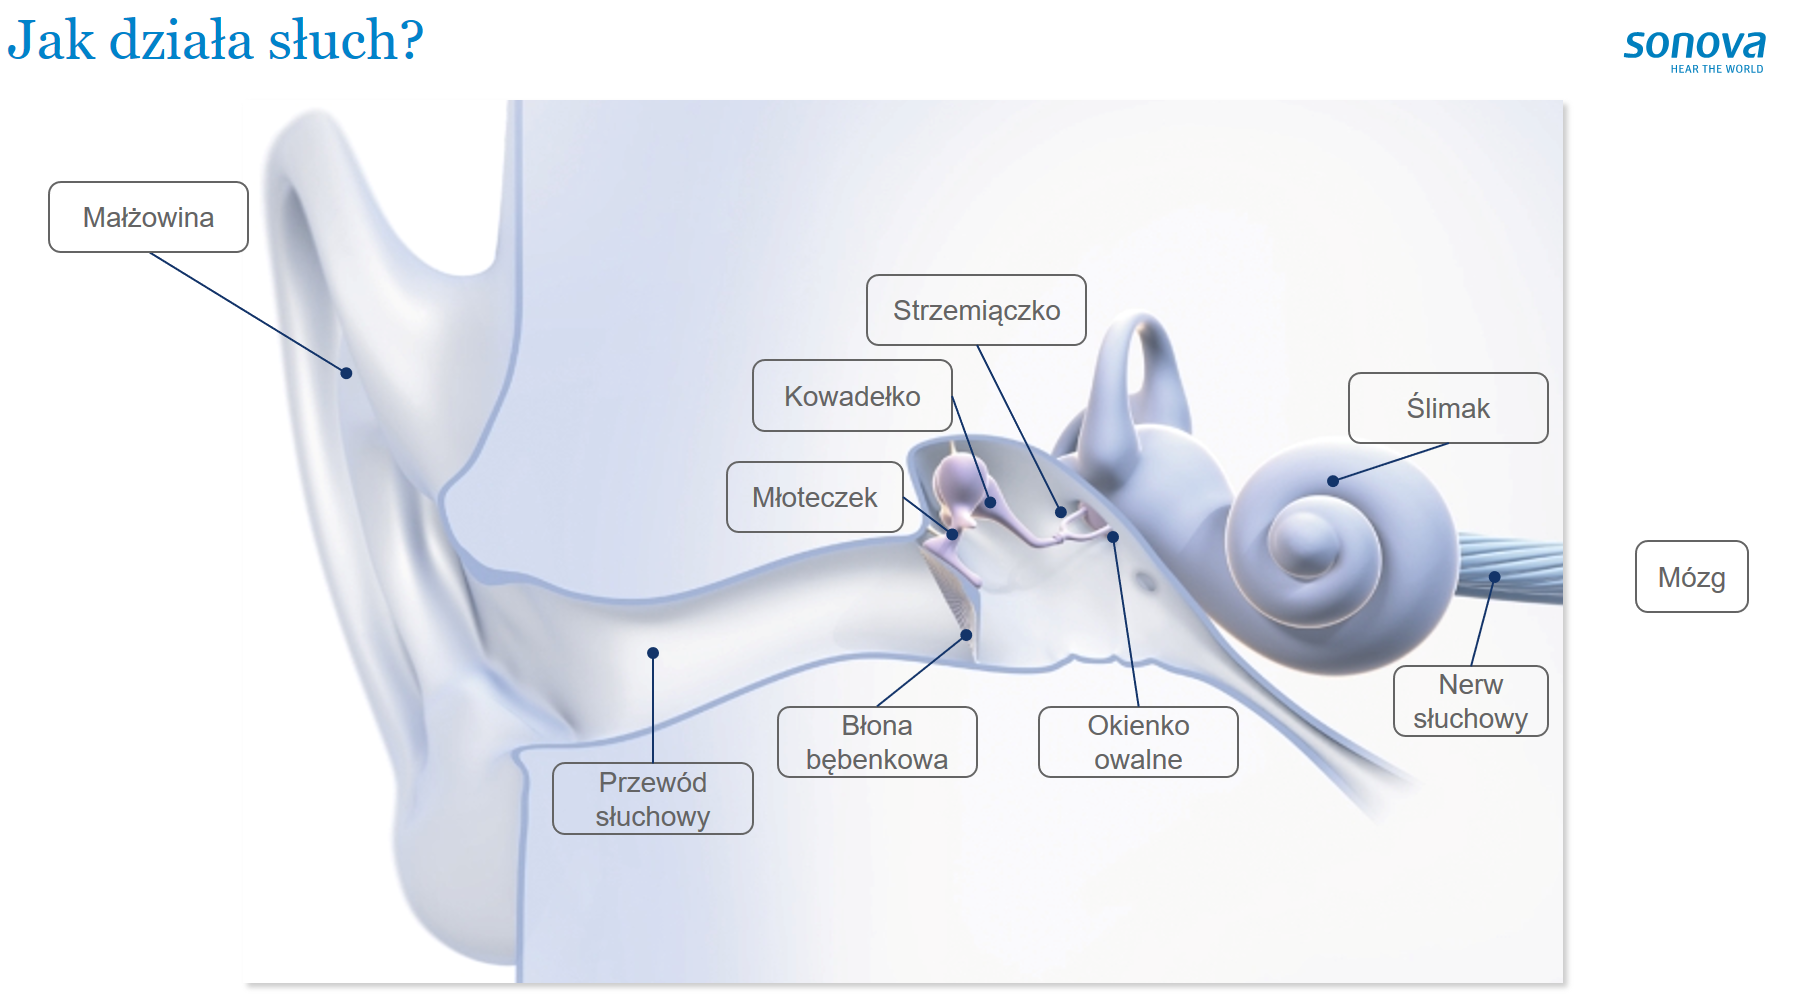 Jak działa słuch?
sonova
HEAR THE WORLD
Małżowina
Strzemiączko
Kowadełko
Ślimak
Młoteczek
Mózg
Nerw
słuchowy
Błona
bębenkowa
Okienko
owalne
Przewód
słuchowy